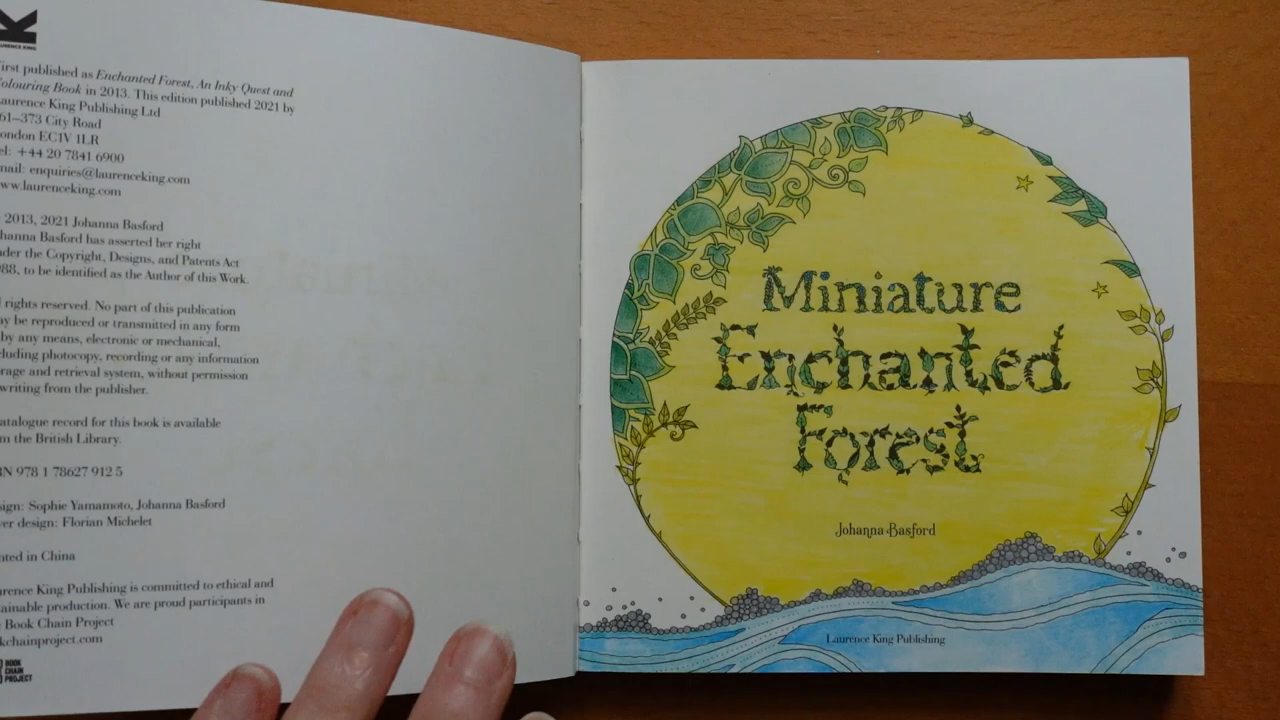 K
URENCE KING
irst published as Enchanted Forest, An Inky Quest and
olouring Book in 2013. This edition published 2021 by
aurence King Publishing Ltd
61–373 City Road
ondon EC1V 1LR
el: +44 20 7841 6900
mail: enquiries@laurenceking.com
ww.laurenceking.com
2013, 2021 Johanna Basford
hanna Basford has asserted her right
der the Copyright, Designs, and Patents Act
88, to be identified as the Author of this Work.
rights reserved. No part of this publication
ay be reproduced or transmitted in any form
by any means, electronic or mechanical,
cluding photocopy, recording or any information
rage and retrieval system, without permission
writing from the publisher.
atalogue record for this book is available
m the British Library.
BN 978 1 78627 912 5
sign: Sophie Yamamoto, Johanna Basford
ver design: Florian Michelet
nted in China
urence King Publishing is committed to ethical and
tainable production. We are proud participants in
Book Chain Project
kchainproject.com
BOOK
CHAIN
PROJECT
Miniature
Enchanted
Forest
Johanna Basford
Laurence King Publishing